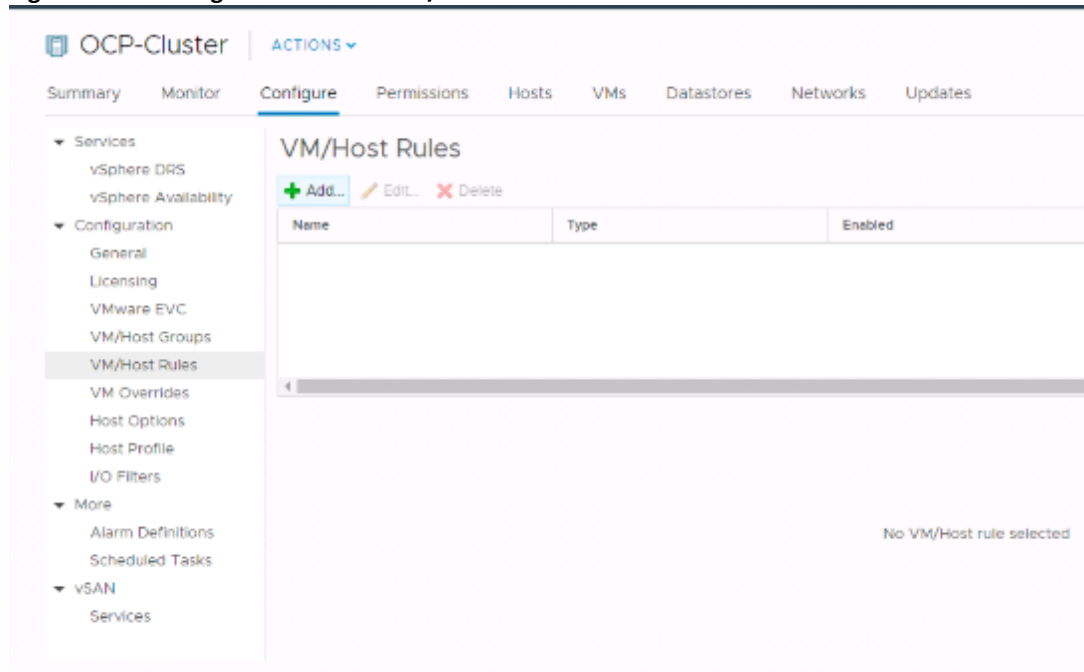 OCP-Cluster ACTIONS
Summary Monitor Configure Permissions Hosts VMs Datastores Networks Updates
Services
vSphere DRS
vSphere Availability
Configuration
General
Licensing
VMware EVC
VM/Host Groups
VM/Host Rules
VM Overrides
Host Options
Host Profile
I/O Filters
More
Alarm Definitions
Scheduled Tasks
vSAN
Services
VM/Host Rules
Add... Edit... Delete
Name Type Enabled
No VM/Host rule selected